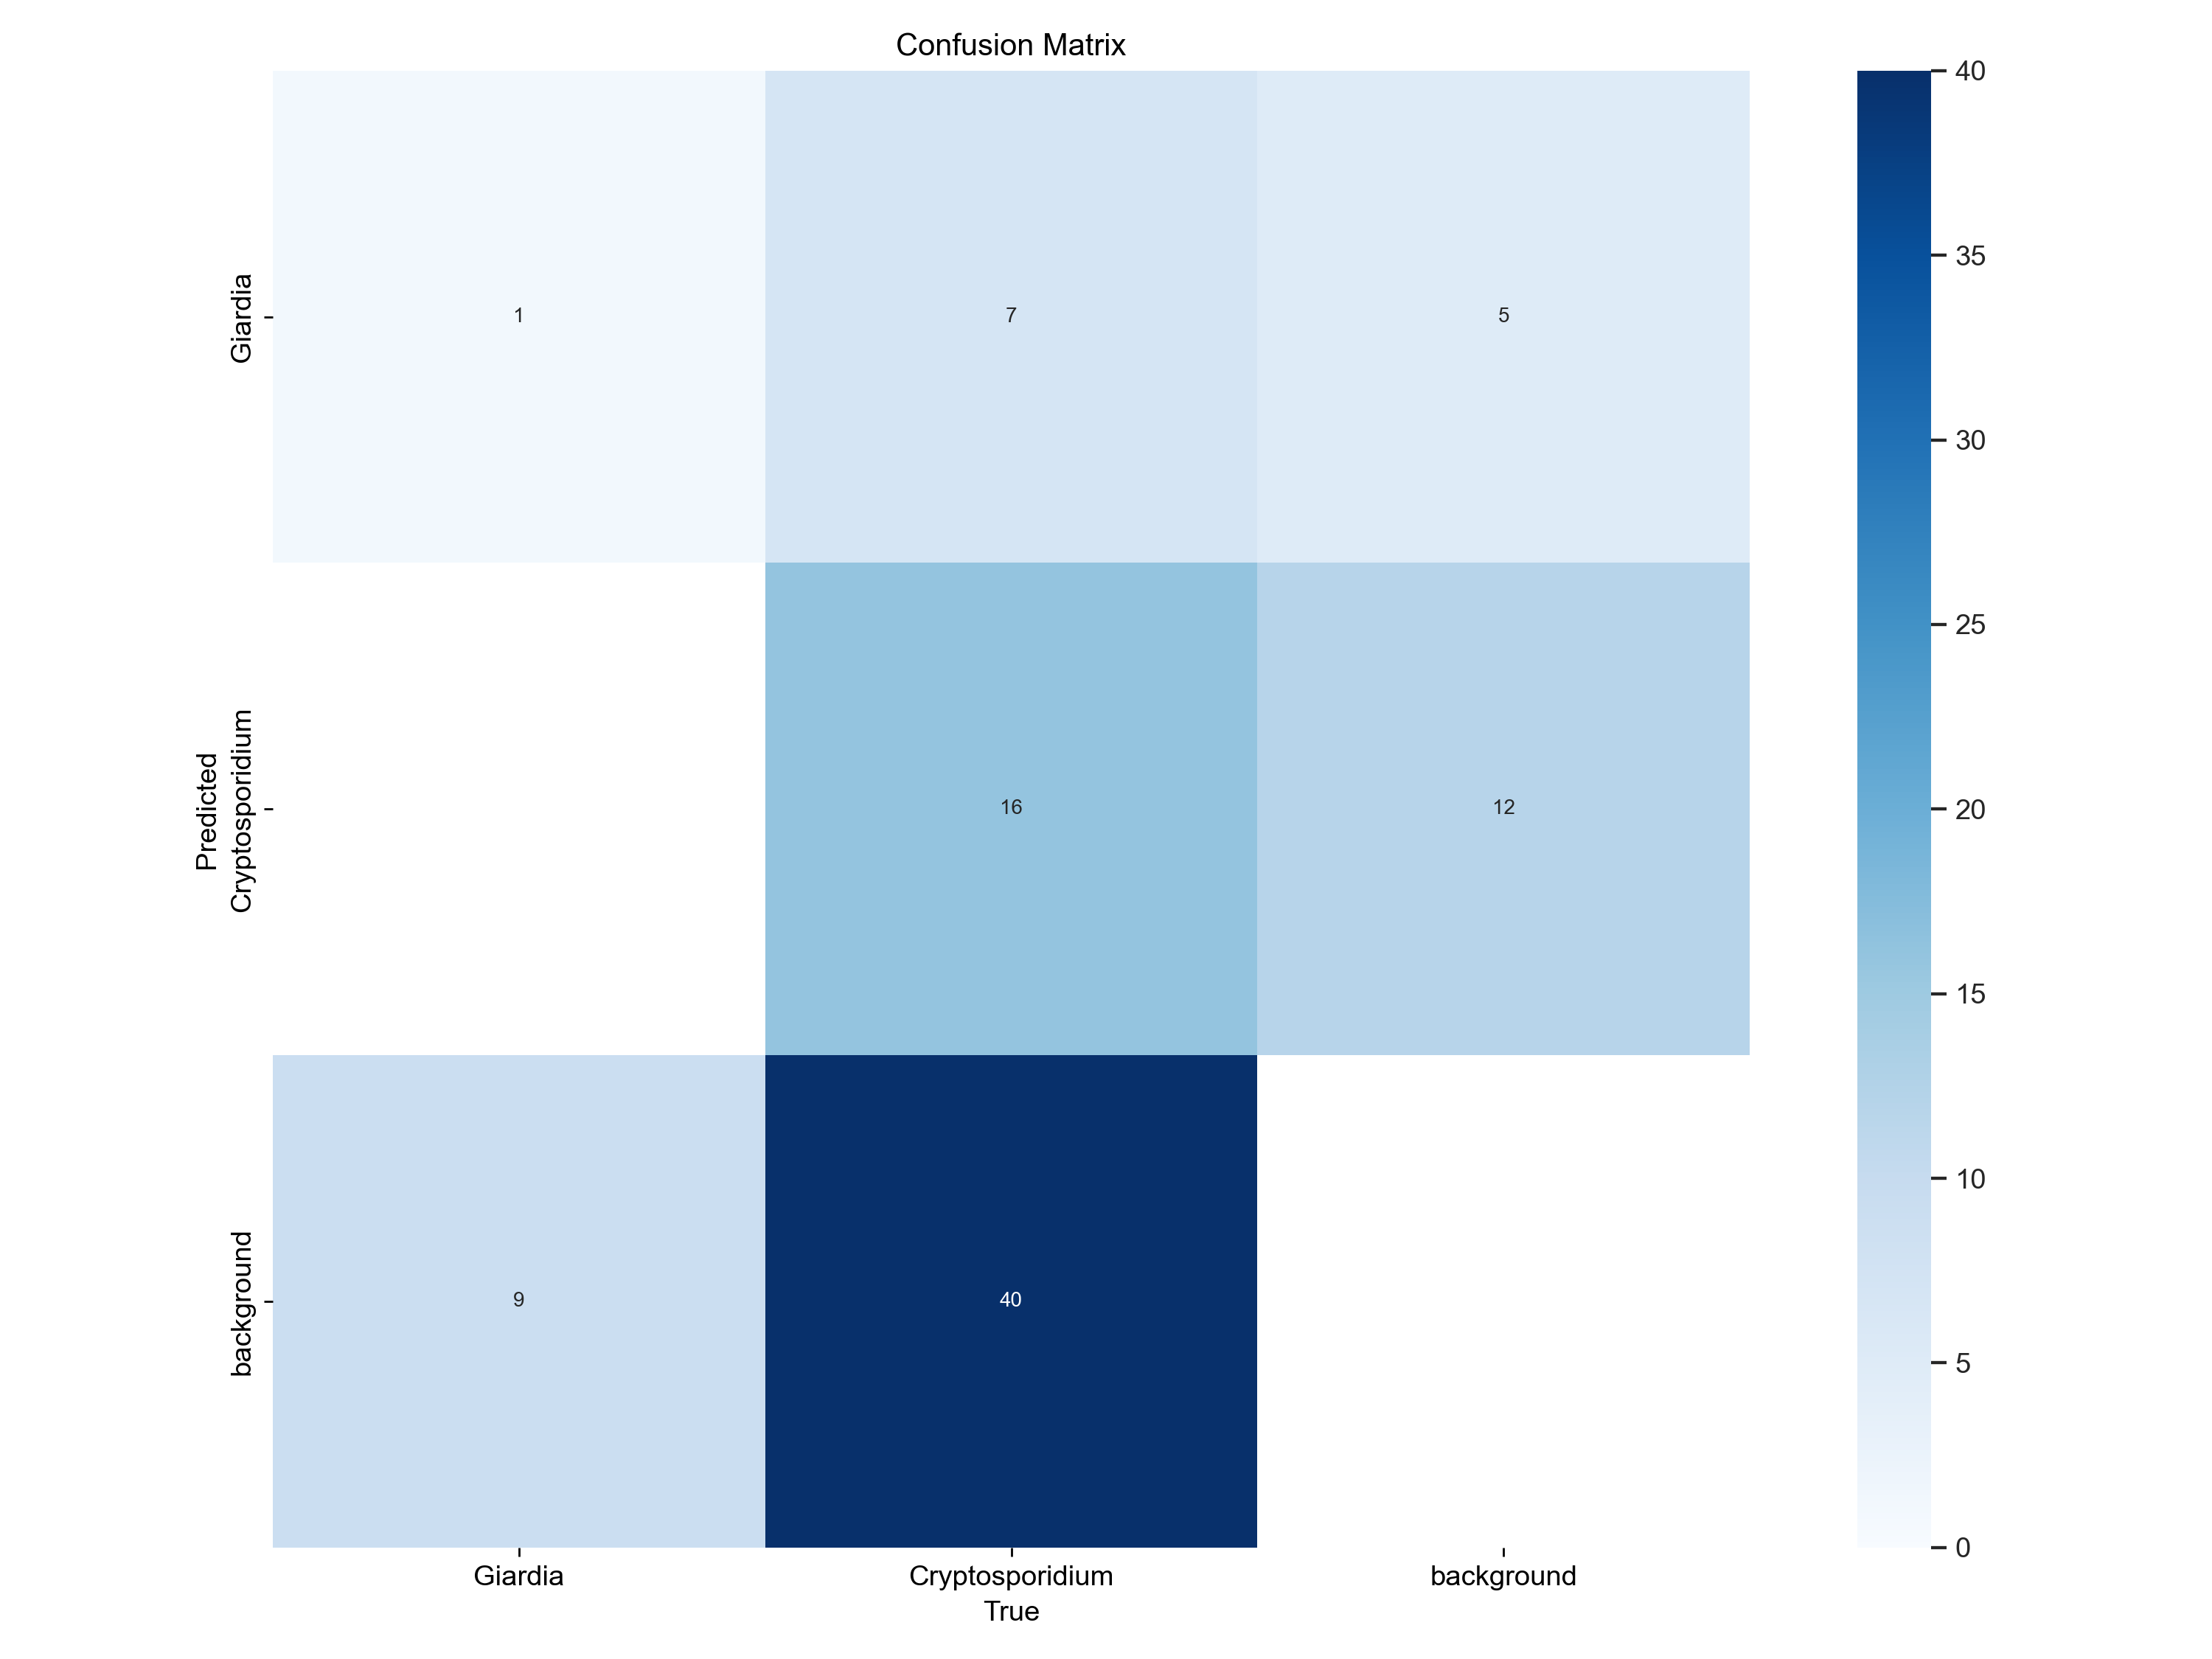 Confusion Matrix
Giardia
1
7
5
Predicted
Cryptosporidium
16
12
background
9
40
Giardia
Cryptosporidium
background
True
40
35
30
25
20
15
10
5
0